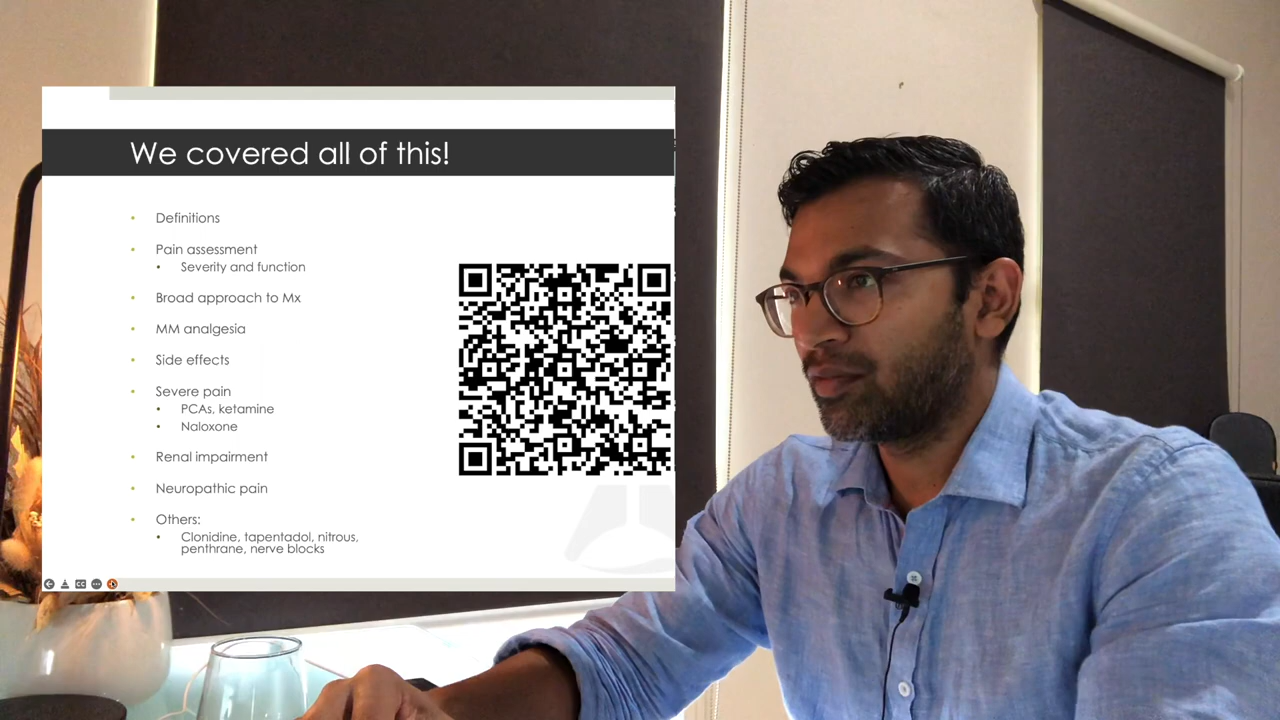 We covered all of this!
• Definitions
• Pain assessment
• Severity and function
• Broad approach to Mx
• MM analgesia
• Side effects
• Severe pain
• PCAs, ketamine
• Naloxone
• Renal impairment
• Neuropathic pain
• Others:
• Clonidine, tapentadol, nitrous,
penthrane, nerve blocks
CC